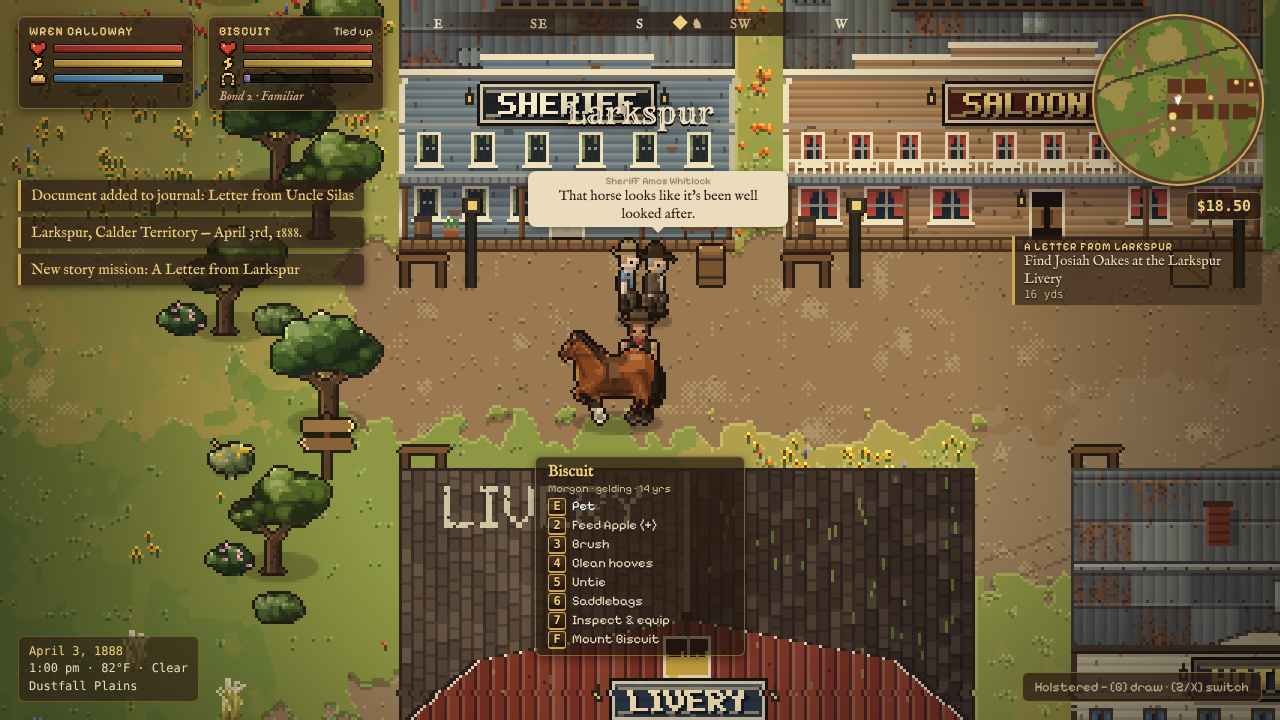 WREN CALLOWAY
BISCUIT Tied up
Bond 2 · Familiar
E SE S SW W
SHERIFF
Larkspur
SALOON
Document added to journal: Letter from Uncle Silas
Larkspur, Calder Territory — April 3rd, 1888.
New story mission: A Letter from Larkspur
Sheriff Amos Whitlock
That horse looks like it's been well
looked after.
$18.50
A LETTER FROM LARKSPUR
Find Josiah Oakes at the Larkspur
Livery
16 yds
LIV
Biscuit
Morgan · gelding · 14 yrs
E Pet
2 Feed Apple (+)
3 Brush
4 Clean hooves
5 Untie
6 Saddlebags
7 Inspect & equip
F Mount Biscuit
LIVERY
April 3, 1888
1:00 pm · 82°F · Clear
Dustfall Plains
Holstered – (G) draw · (Z/X) switch